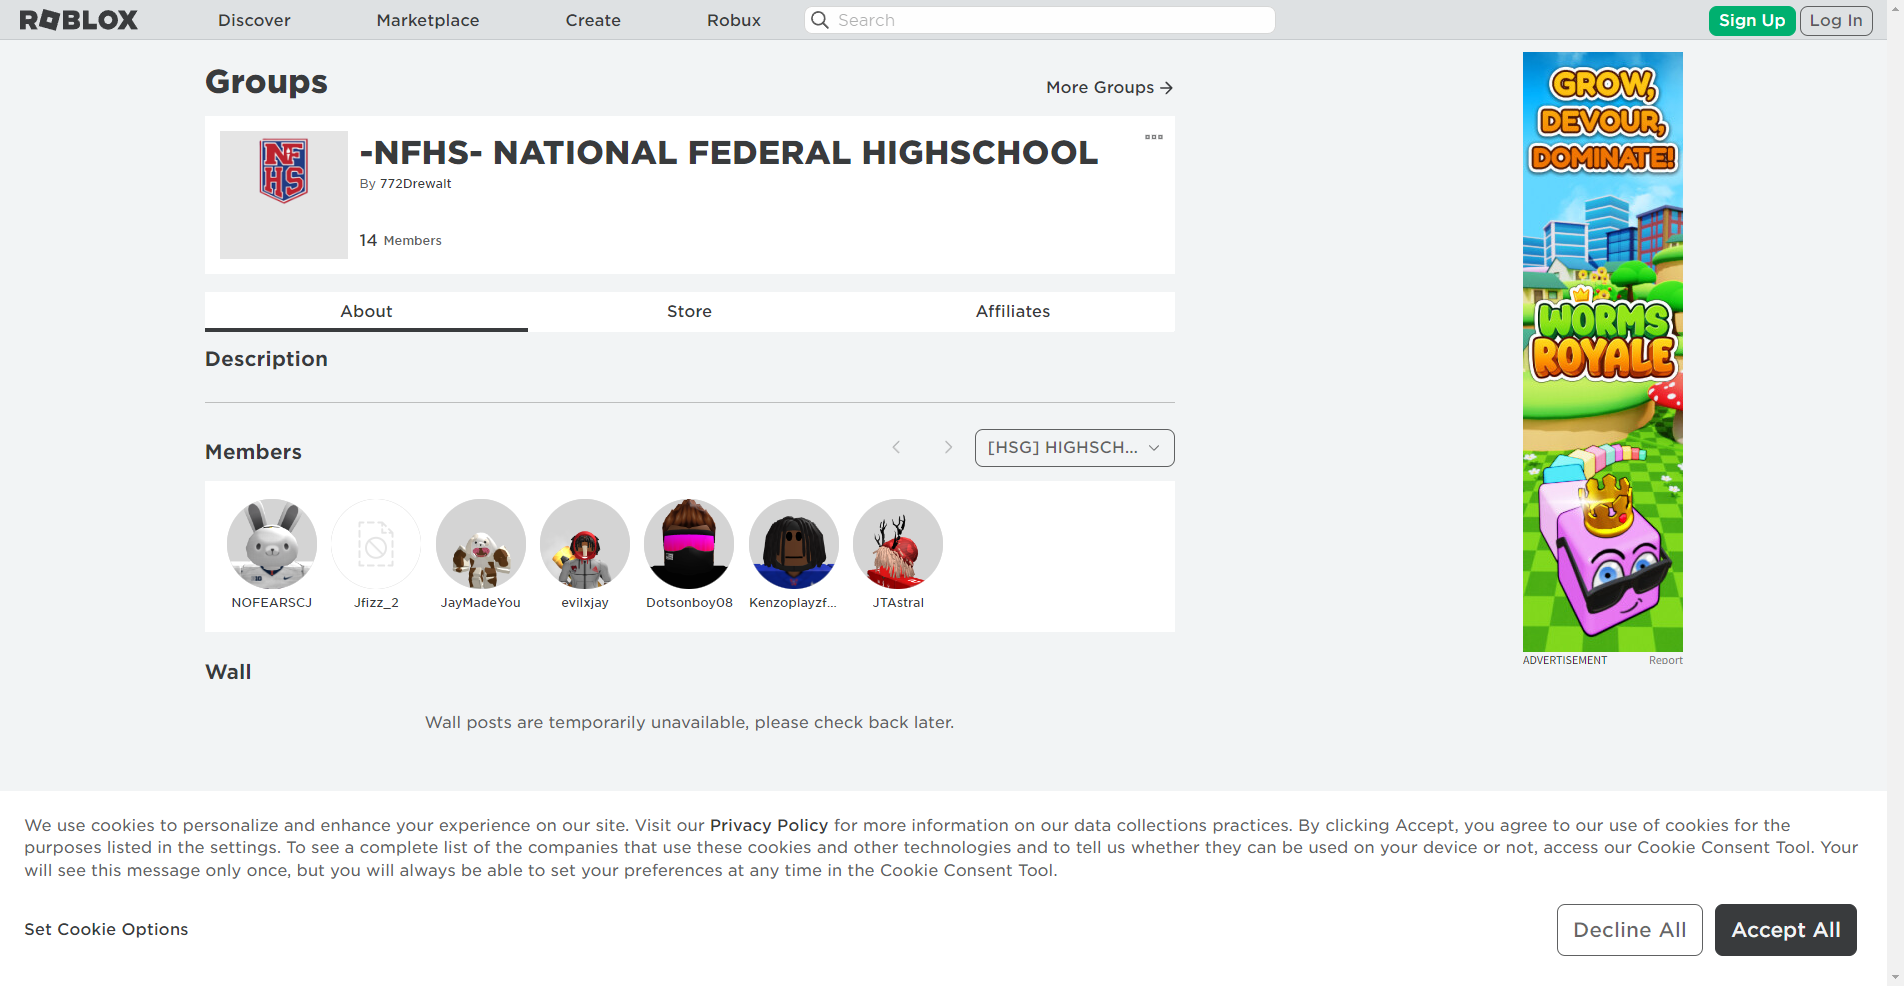 ROBLOX
Discover
Marketplace
Create
Robux
Search
Sign Up
Log In
Groups
More Groups
NF
HS
-NFHS- NATIONAL FEDERAL HIGHSCHOOL
By 772Drewalt
14 Members
About
Store
Affiliates
Description
Members
[HSG] HIGHSCH...
NOFEARSCJ
Jfizz_2
JayMadeYou
evilxjay
Dotsonboy08
Kenzoplayzf...
JTAstral
Wall
Wall posts are temporarily unavailable, please check back later.
GROW,
DEVOUR,
DOMINATE!
WORMS
ROYALE
ADVERTISEMENT
Report
We use cookies to personalize and enhance your experience on our site. Visit our Privacy Policy for more information on our data collections practices. By clicking Accept, you agree to our use of cookies for the
purposes listed in the settings. To see a complete list of the companies that use these cookies and other technologies and to tell us whether they can be used on your device or not, access our Cookie Consent Tool. Your
will see this message only once, but you will always be able to set your preferences at any time in the Cookie Consent Tool.
Set Cookie Options
Decline All
Accept All